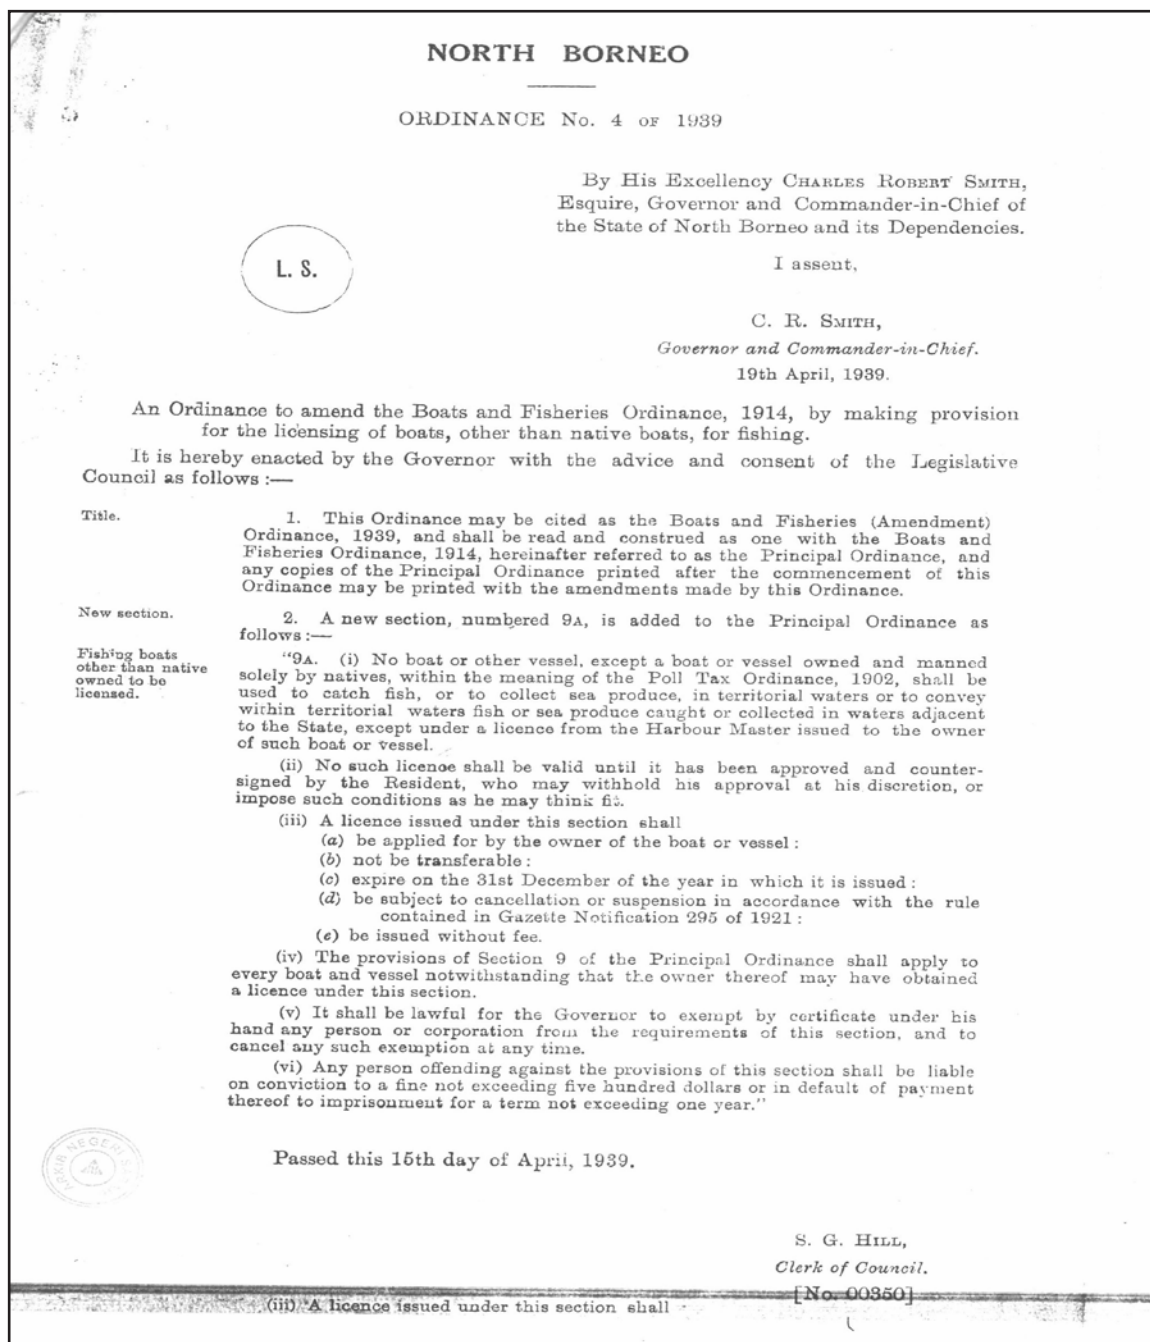 NORTH BORNEO
ORDINANCE No. 4 OF 1939
By His Excellency CHARLES ROBERT SMITH,
Esquire, Governor and Commander-in-Chief of
the State of North Borneo and its Dependencies.
L. S.
I assent,
C. R. SMITH,
Governor and Commander-in-Chief.
19th April, 1939.
An Ordinance to amend the Boats and Fisheries Ordinance, 1914, by making provision
for the licensing of boats, other than native boats, for fishing.
It is hereby enacted by the Governor with the advice and consent of the Legislative
Council as follows :—
Title.
1. This Ordinance may be cited as the Boats and Fisheries (Amendment)
Ordinance, 1939, and shall be read and construed as one with the Boats and
Fisheries Ordinance, 1914, hereinafter referred to as the Principal Ordinance, and
any copies of the Principal Ordinance printed after the commencement of this
Ordinance may be printed with the amendments made by this Ordinance.
New section.
2. A new section, numbered 9A, is added to the Principal Ordinance as
follows :—
Fishing boats
other than native
owned to be
licensed.
"9A. (i) No boat or other vessel, except a boat or vessel owned and manned
solely by natives, within the meaning of the Poll Tax Ordinance, 1902, shall be
used to catch fish, or to collect sea produce, in territorial waters or to convey
within territorial waters fish or sea produce caught or collected in waters adjacent
to the State, except under a licence from the Harbour Master issued to the owner
of such boat or vessel.
(ii) No such licence shall be valid until it has been approved and counter-
signed by the Resident, who may withhold his approval at his discretion, or
impose such conditions as he may think fit.
(iii) A licence issued under this section shall
(a) be applied for by the owner of the boat or vessel :
(b) not be transferable :
(c) expire on the 31st December of the year in which it is issued :
(d) be subject to cancellation or suspension in accordance with the rule
contained in Gazette Notification 295 of 1921 :
(e) be issued without fee.
(iv) The provisions of Section 9 of the Principal Ordinance shall apply to
every boat and vessel notwithstanding that the owner thereof may have obtained
a licence under this section.
(v) It shall be lawful for the Governor to exempt by certificate under his
hand any person or corporation from the requirements of this section, and to
cancel any such exemption at any time.
(vi) Any person offending against the provisions of this section shall be liable
on conviction to a fine not exceeding five hundred dollars or in default of payment
thereof to imprisonment for a term not exceeding one year."
Passed this 15th day of April, 1939.
ARKIB NEGERI
S. G. HILL,
Clerk of Council.
[No. 00350]
(iii) A licence issued under this section shall